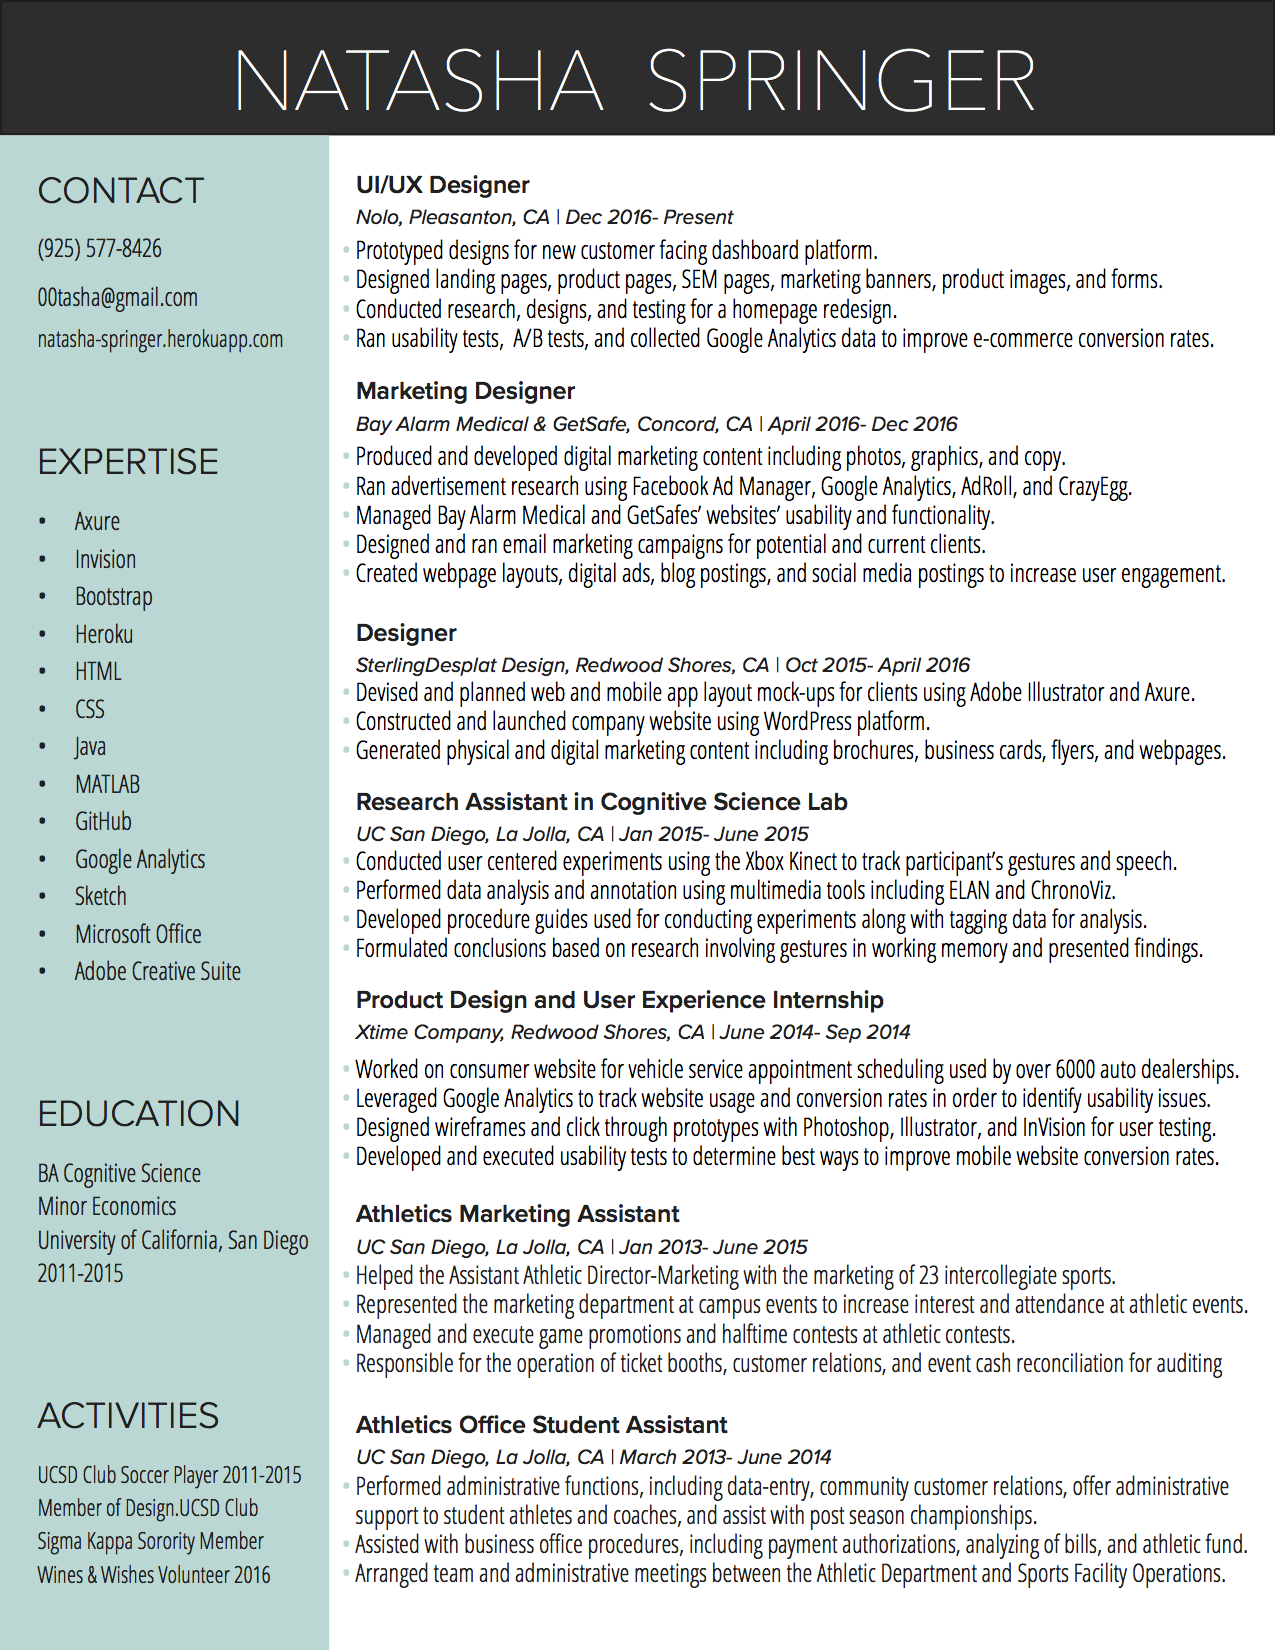 NATASHA SPRINGER
CONTACT
(925) 577-8426
00tasha@gmail.com
natasha-springer.herokuapp.com
EXPERTISE
• Axure
• Invision
• Bootstrap
• Heroku
• HTML
• CSS
• Java
• MATLAB
• GitHub
• Google Analytics
• Sketch
• Microsoft Office
• Adobe Creative Suite
EDUCATION
BA Cognitive Science
Minor Economics
University of California, San Diego
2011-2015
ACTIVITIES
UCSD Club Soccer Player 2011-2015
Member of Design.UCSD Club
Sigma Kappa Sorority Member
Wines & Wishes Volunteer 2016
UI/UX Designer
Nolo, Pleasanton, CA | Dec 2016- Present
• Prototyped designs for new customer facing dashboard platform.
• Designed landing pages, product pages, SEM pages, marketing banners, product images, and forms.
• Conducted research, designs, and testing for a homepage redesign.
• Ran usability tests, A/B tests, and collected Google Analytics data to improve e-commerce conversion rates.
Marketing Designer
Bay Alarm Medical & GetSafe, Concord, CA | April 2016- Dec 2016
• Produced and developed digital marketing content including photos, graphics, and copy.
• Ran advertisement research using Facebook Ad Manager, Google Analytics, AdRoll, and CrazyEgg.
• Managed Bay Alarm Medical and GetSafes’ websites’ usability and functionality.
• Designed and ran email marketing campaigns for potential and current clients.
• Created webpage layouts, digital ads, blog postings, and social media postings to increase user engagement.
Designer
SterlingDesplat Design, Redwood Shores, CA | Oct 2015- April 2016
• Devised and planned web and mobile app layout mock-ups for clients using Adobe Illustrator and Axure.
• Constructed and launched company website using WordPress platform.
• Generated physical and digital marketing content including brochures, business cards, flyers, and webpages.
Research Assistant in Cognitive Science Lab
UC San Diego, La Jolla, CA | Jan 2015- June 2015
• Conducted user centered experiments using the Xbox Kinect to track participant’s gestures and speech.
• Performed data analysis and annotation using multimedia tools including ELAN and ChronoViz.
• Developed procedure guides used for conducting experiments along with tagging data for analysis.
• Formulated conclusions based on research involving gestures in working memory and presented findings.
Product Design and User Experience Internship
Xtime Company, Redwood Shores, CA | June 2014- Sep 2014
• Worked on consumer website for vehicle service appointment scheduling used by over 6000 auto dealerships.
• Leveraged Google Analytics to track website usage and conversion rates in order to identify usability issues.
• Designed wireframes and click through prototypes with Photoshop, Illustrator, and InVision for user testing.
• Developed and executed usability tests to determine best ways to improve mobile website conversion rates.
Athletics Marketing Assistant
UC San Diego, La Jolla, CA | Jan 2013- June 2015
• Helped the Assistant Athletic Director-Marketing with the marketing of 23 intercollegiate sports.
• Represented the marketing department at campus events to increase interest and attendance at athletic events.
• Managed and execute game promotions and halftime contests at athletic contests.
• Responsible for the operation of ticket booths, customer relations, and event cash reconciliation for auditing
Athletics Office Student Assistant
UC San Diego, La Jolla, CA | March 2013- June 2014
• Performed administrative functions, including data-entry, community customer relations, offer administrative
support to student athletes and coaches, and assist with post season championships.
• Assisted with business office procedures, including payment authorizations, analyzing of bills, and athletic fund.
• Arranged team and administrative meetings between the Athletic Department and Sports Facility Operations.